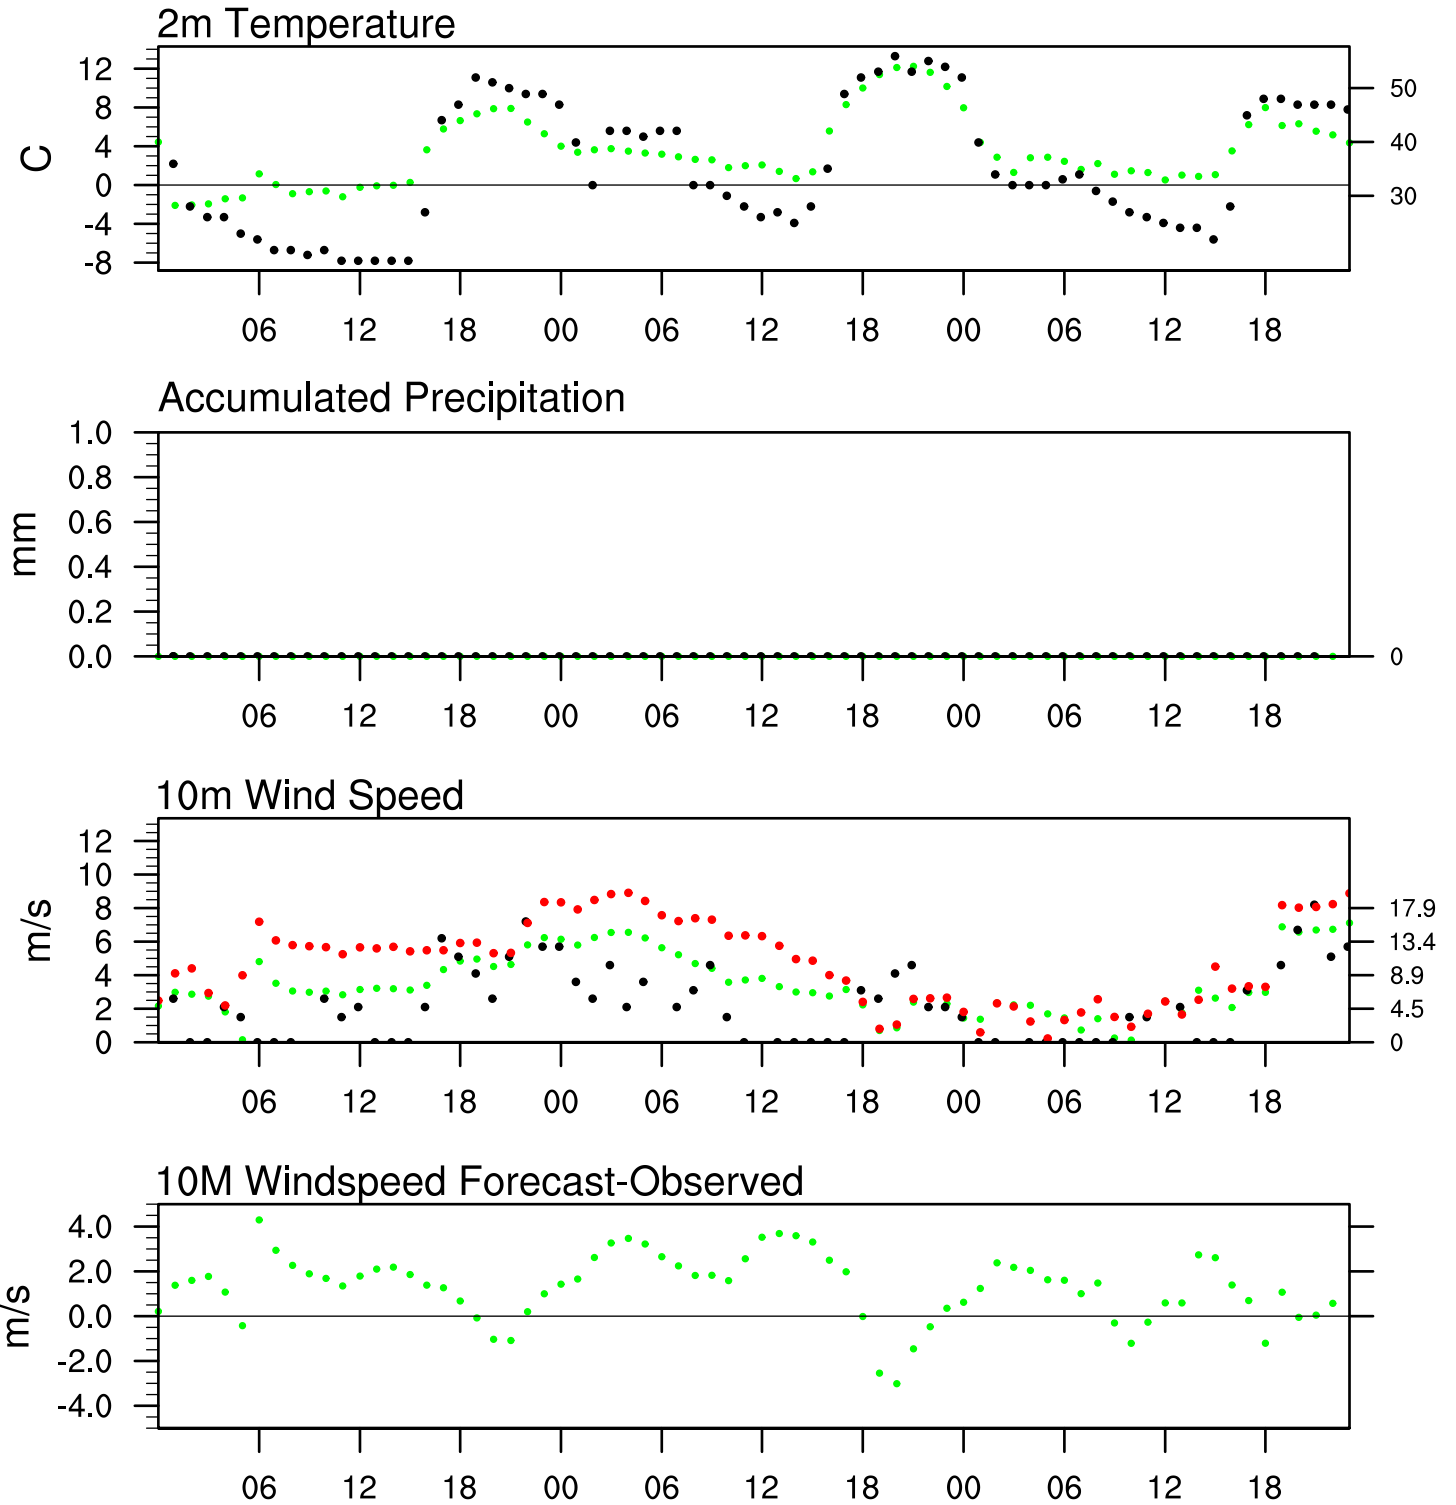 2m Temperature
12
8
4
0
-4
-8
C
50
40
30
06 12 18 00 06 12 18 00 06 12 18
Accumulated Precipitation
1.0
0.8
0.6
0.4
0.2
0.0
mm
0
06 12 18 00 06 12 18 00 06 12 18
10m Wind Speed
12
10
8
6
4
2
0
m/s
17.9
13.4
8.9
4.5
0
06 12 18 00 06 12 18 00 06 12 18
10M Windspeed Forecast-Observed
4.0
2.0
0.0
-2.0
-4.0
m/s
06 12 18 00 06 12 18 00 06 12 18